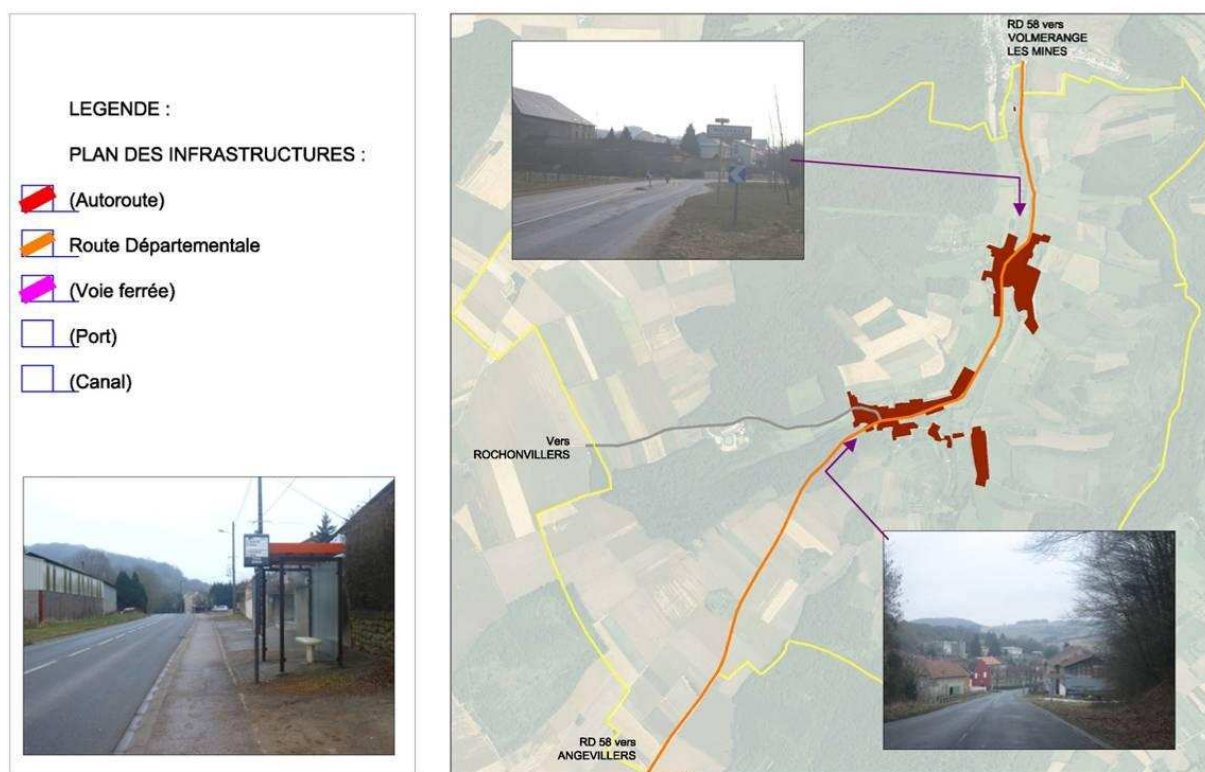 LEGENDE :
PLAN DES INFRASTRUCTURES :
(Autoroute)
Route Départementale
(Voie ferrée)
(Port)
(Canal)
RD 58 vers
VOLMERANGE
LES MINES
Vers
ROCHONVILLERS
RD 58 vers
ANGEVILLERS